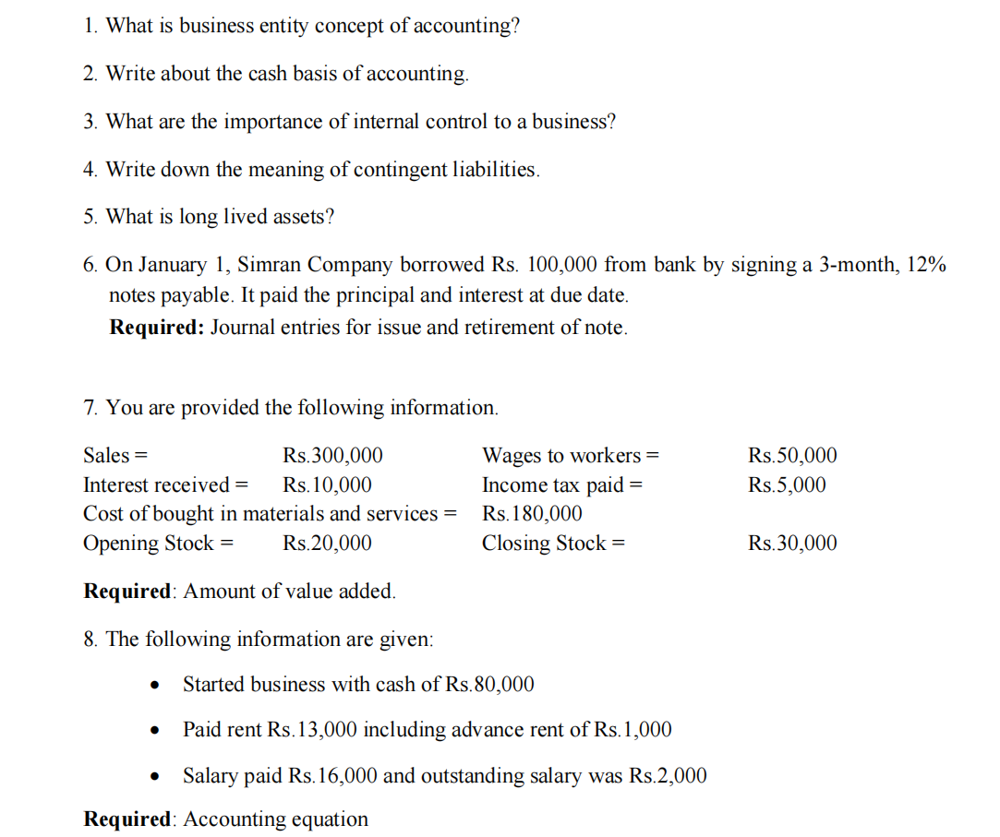 1. What is business entity concept of accounting?
2. Write about the cash basis of accounting.
3. What are the importance of internal control to a business?
4. Write down the meaning of contingent liabilities.
5. What is long lived assets?
6. On January 1, Simran Company borrowed Rs. 100,000 from bank by signing a 3-month, 12%
notes payable. It paid the principal and interest at due date.
Required: Journal entries for issue and retirement of note.
7. You are provided the following information.
Sales = Rs.300,000 Wages to workers = Rs.50,000
Interest received = Rs.10,000 Income tax paid = Rs.5,000
Cost of bought in materials and services = Rs.180,000
Opening Stock = Rs.20,000 Closing Stock = Rs.30,000
Required: Amount of value added.
8. The following information are given:
• Started business with cash of Rs.80,000
• Paid rent Rs.13,000 including advance rent of Rs.1,000
• Salary paid Rs.16,000 and outstanding salary was Rs.2,000
Required: Accounting equation